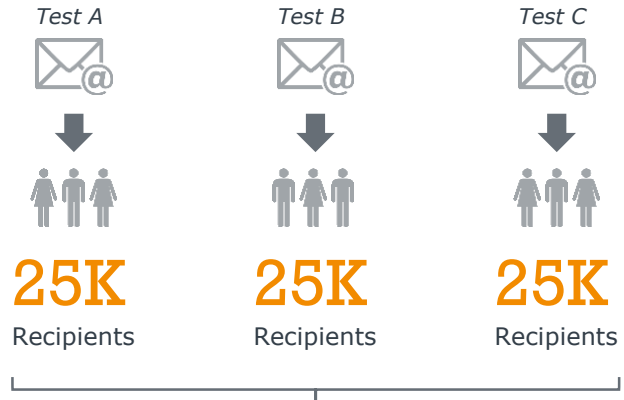 Test A Test B Test C
@ @ @
25K 25K 25K
Recipients Recipients Recipients